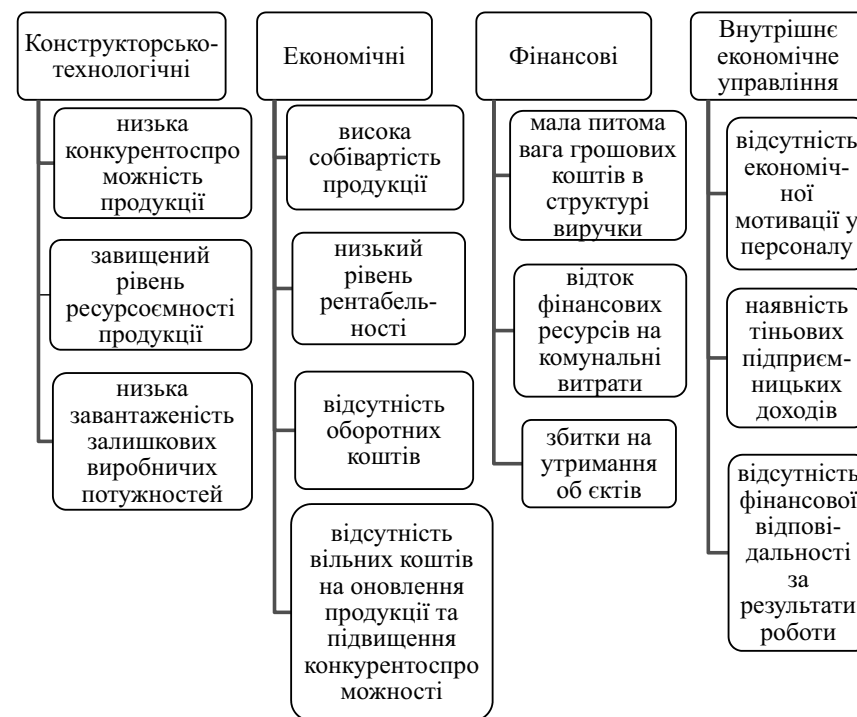 Конструкторсько-
технологічні
низька
конкурентоспро
можність
продукції
завищений
рівень
ресурсоємності
продукції
низька
завантаженість
залишкових
виробничих
потужностей
Економічні
висока
собівартість
продукції
низький
рівень
рентабель-
ності
відсутність
оборотних
коштів
відсутність
вільних коштів
на оновлення
продукції та
підвищення
конкурентоспро
можності
Фінансові
мала питома
вага грошових
коштів в
структурі
виручки
відток
фінансових
ресурсів на
комунальні
витрати
збитки на
утримання
об єктів
Внутрішнє
економічне
управління
відсутність
економіч-
ної
мотивації у
персоналу
наявність
тіньових
підприєм-
ницьких
доходів
відсутність
фінансової
відпові-
дальності
за
результати
роботи